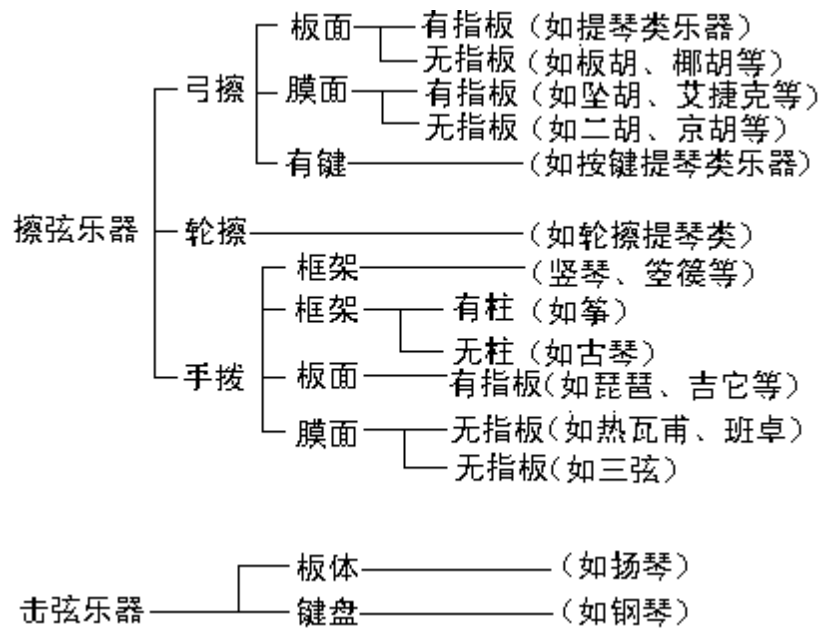 板面 有指板（如提琴类乐器）
无指板（如板胡、椰胡等）
弓擦 膜面 有指板（如坠胡、艾捷克等）
无指板（如二胡、京胡等）
有键 （如按键提琴类乐器）
擦弦乐器 轮擦 （如轮擦提琴类）
框架 （竖琴、箜篌等）
框架 有柱（如筝）
无柱（如古琴）
手拨 板面 有指板（如琵琶、吉它等）
膜面 无指板（如热瓦甫、班卓）
无指板（如三弦）
板体 （如扬琴）
击弦乐器 键盘 （如钢琴）